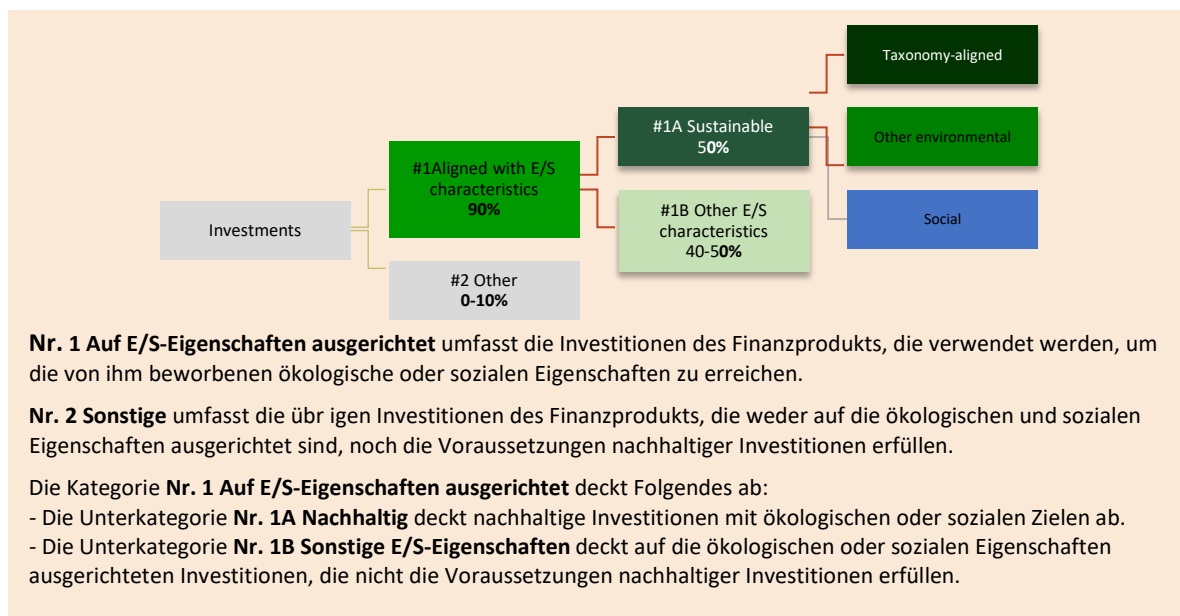 Taxonomy-aligned
#1A Sustainable
50%
Other environmental
#1Aligned with E/S
characteristics
90%
#1B Other E/S
characteristics
40-50%
Social
Investments
#2 Other
0-10%
Nr. 1 Auf E/S-Eigenschaften ausgerichtet umfasst die Investitionen des Finanzprodukts, die verwendet werden, um
die von ihm beworbenen ökologische oder sozialen Eigenschaften zu erreichen.
Nr. 2 Sonstige umfasst die übr igen Investitionen des Finanzprodukts, die weder auf die ökologischen und sozialen
Eigenschaften ausgerichtet sind, noch die Voraussetzungen nachhaltiger Investitionen erfüllen.
Die Kategorie Nr. 1 Auf E/S-Eigenschaften ausgerichtet deckt Folgendes ab:
- Die Unterkategorie Nr. 1A Nachhaltig deckt nachhaltige Investitionen mit ökologischen oder sozialen Zielen ab.
- Die Unterkategorie Nr. 1B Sonstige E/S-Eigenschaften deckt auf die ökologischen oder sozialen Eigenschaften
ausgerichteten Investitionen, die nicht die Voraussetzungen nachhaltiger Investitionen erfüllen.